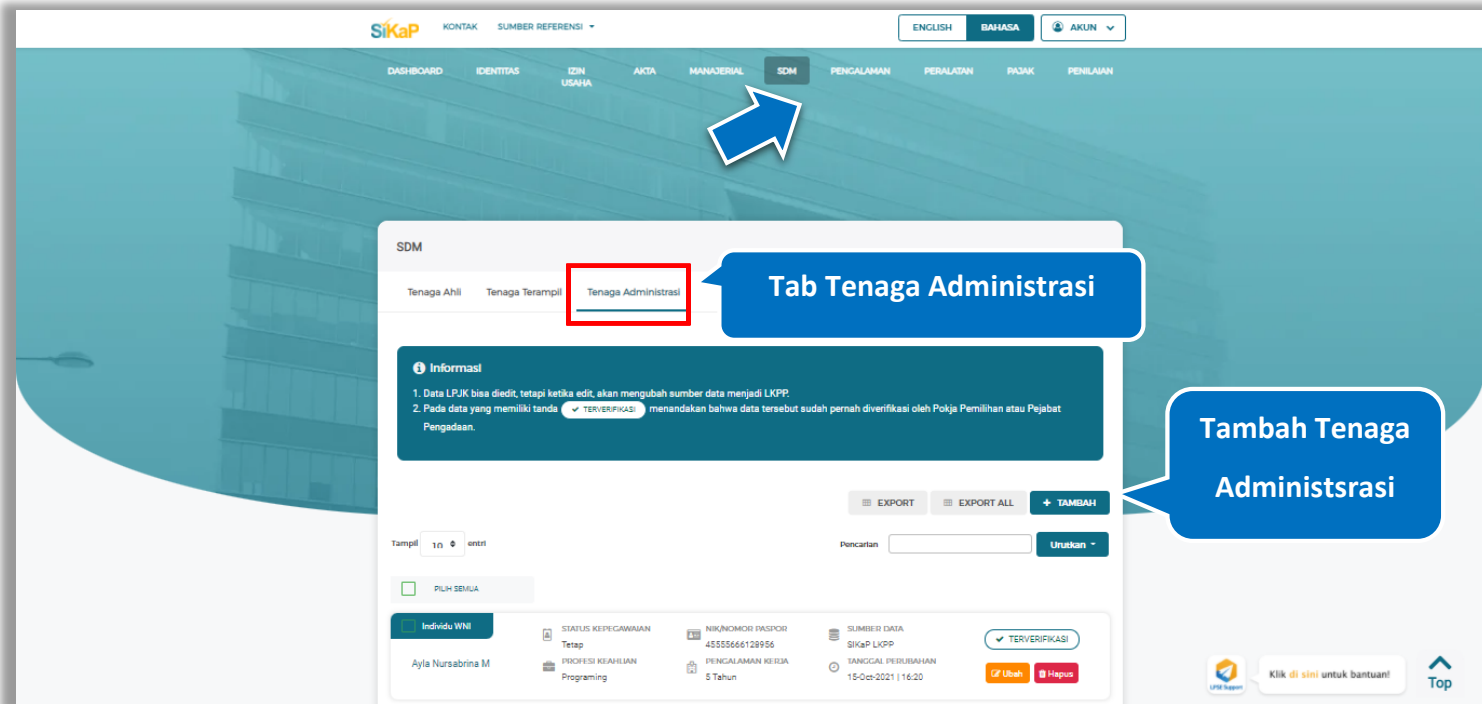 SiKaP KONTAK SUMBER REFERENSI ENGLISH BAHASA AKUN
DASHBOARD IDENTITAS IZIN USAHA AKTA MANAJERIAL SDM PENGALAMAN PERALATAN PAJAK PENILAIAN
SDM
Tenaga Ahli Tenaga Terampil Tenaga Administrasi
Tab Tenaga Administrasi
Informasi
1. Data LPJK bisa diedit, tetapi ketika edit, akan mengubah sumber data menjadi LKPP.
2. Pada data yang memiliki tanda TERVERIFIKASI menandakan bahwa data tersebut sudah pernah diverifikasi oleh Pokja Pemilihan atau Pejabat
Pengadaan.
Tambah Tenaga
Administsrasi
EXPORT EXPORT ALL + TAMBAH
Tampil 10 entri Pencarian Urutkan
PILIH SEMUA
Individu WNI
STATUS KEPEGAWAIAN NIK/NOMOR PASPOR SUMBER DATA
Tetap 45555666128956 SIKaP LKPP TERVERIFIKASI
Ayla Nursabrina M PROFESI KEAHLIAN PENGALAMAN KERJA TANGGAL PERUBAHAN
Programing 5 Tahun 15-Oct-2021 | 16:20 Ubah Hapus
LPSE Support Klik di sini untuk bantuan! Top